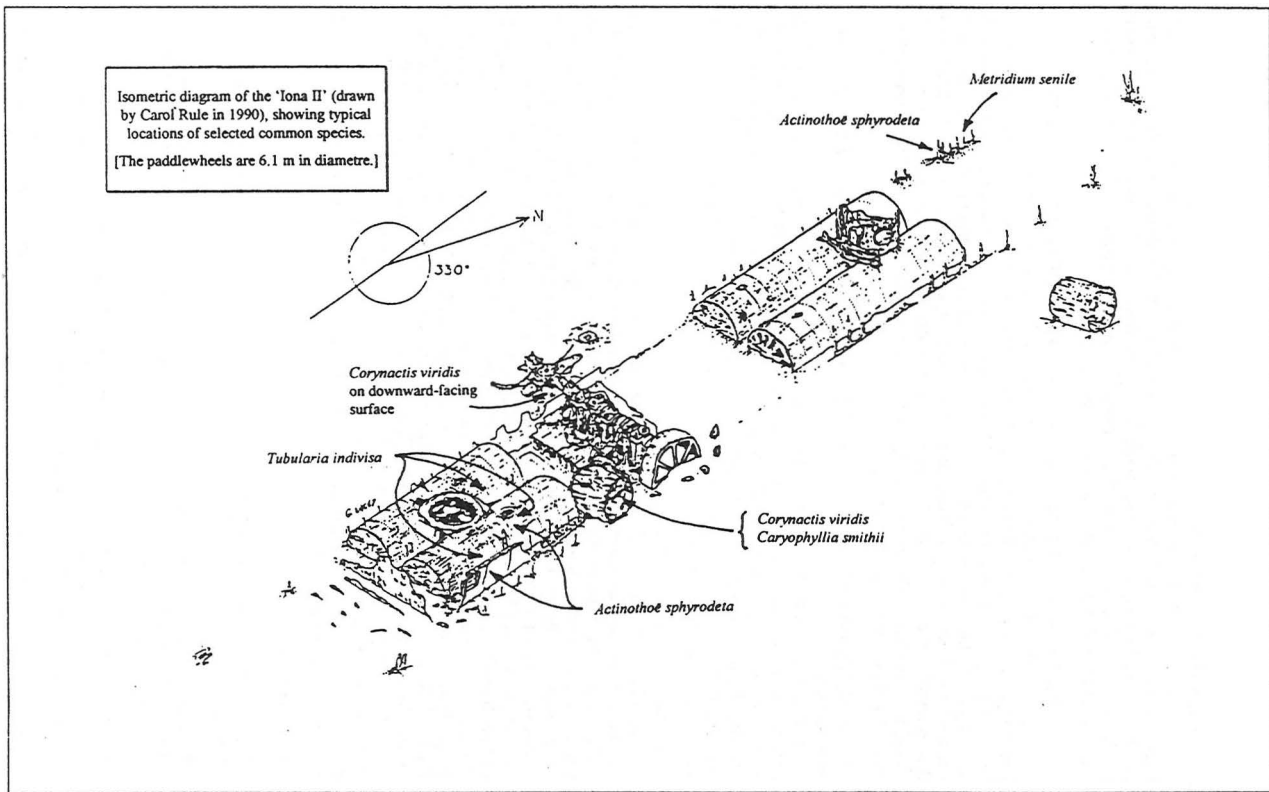 Isometric diagram of the 'Iona II' (drawn
by Carol Rule in 1990), showing typical
locations of selected common species.
[The paddlewheels are 6.1 m in diametre.]
Metridium senile
Actinothoë sphyrodeta
N
330°
Corynactis viridis
on downward-facing
surface
Tubularia indivisa
Corynactis viridis
Caryophyllia smithii
Actinothoë sphyrodeta